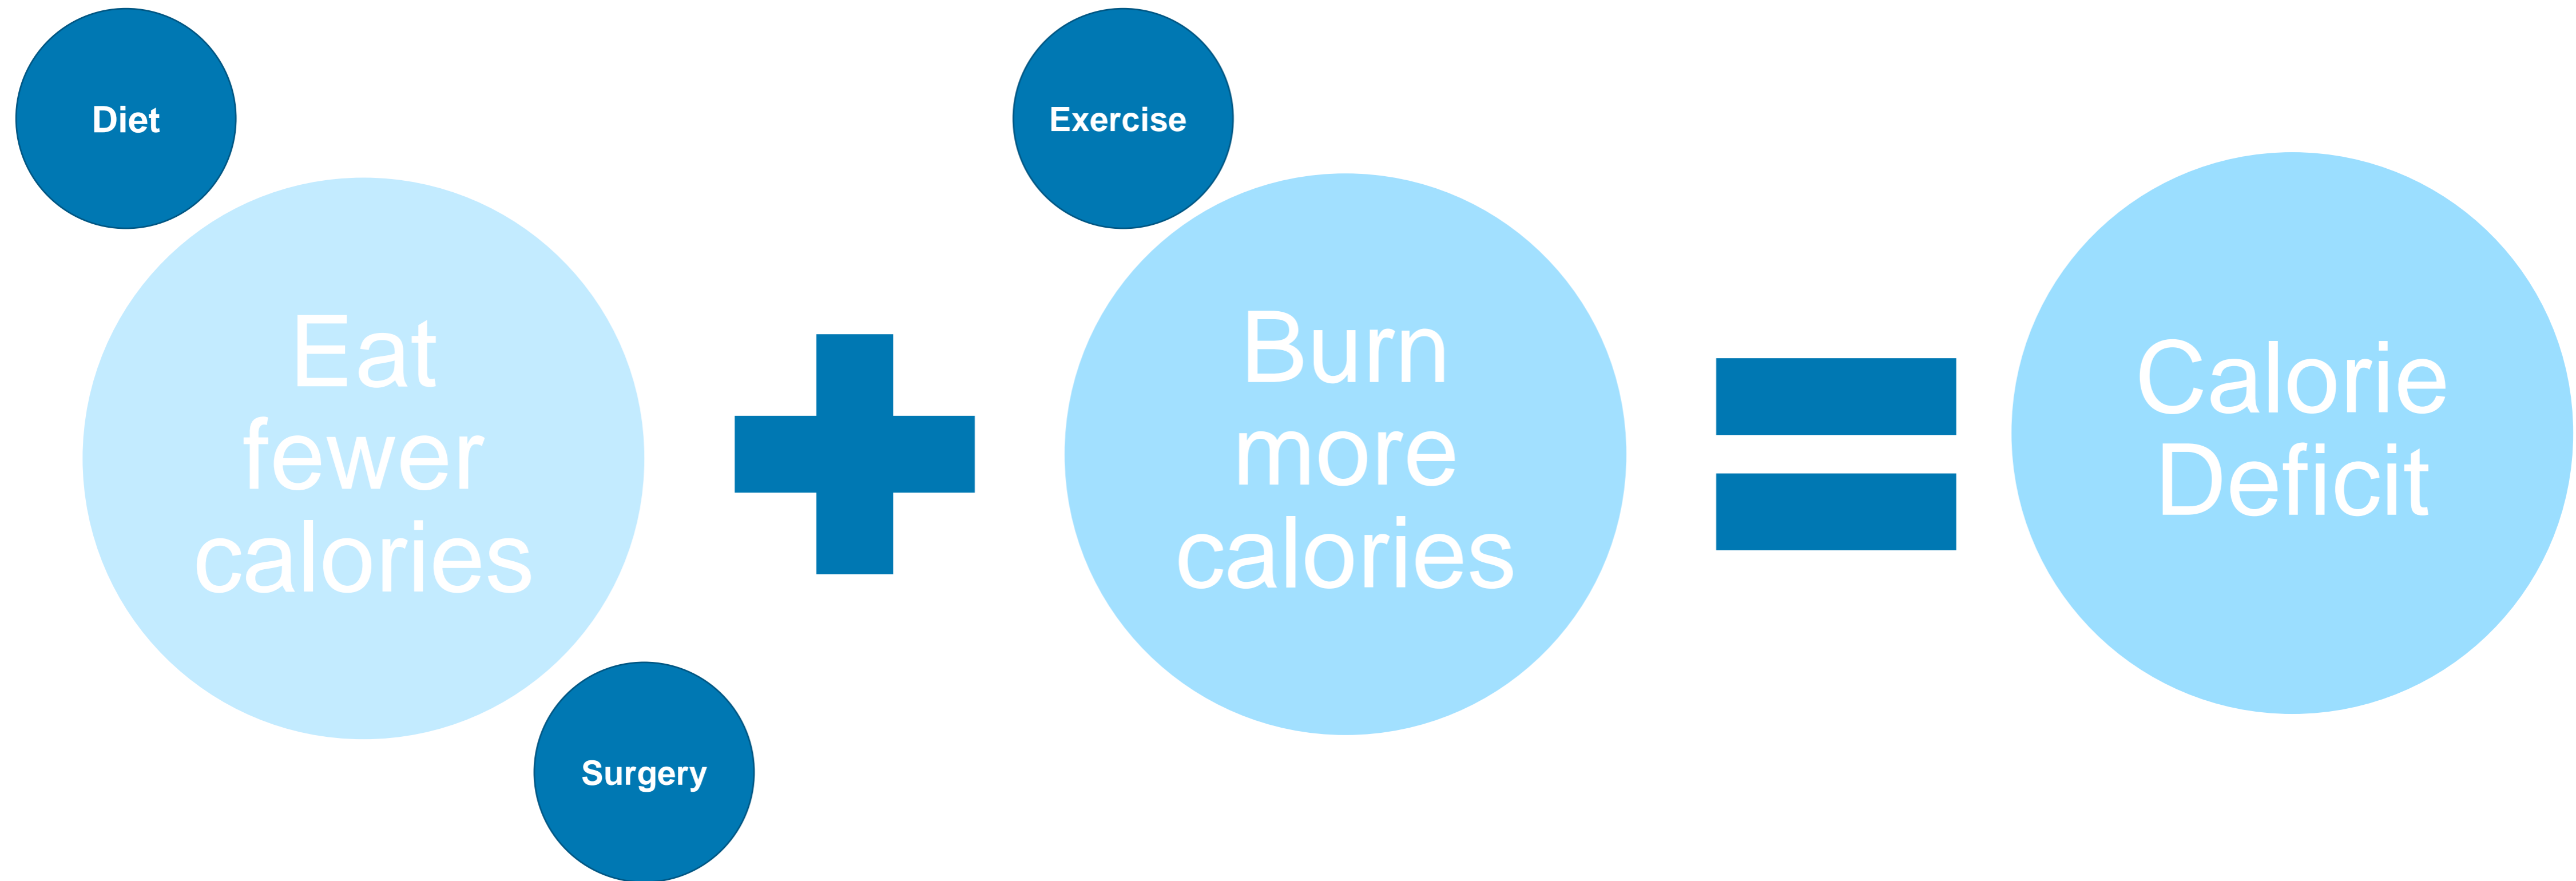 Diet
Eat
fewer
calories
Surgery
Exercise
Burn
more
calories
Calorie
Deficit